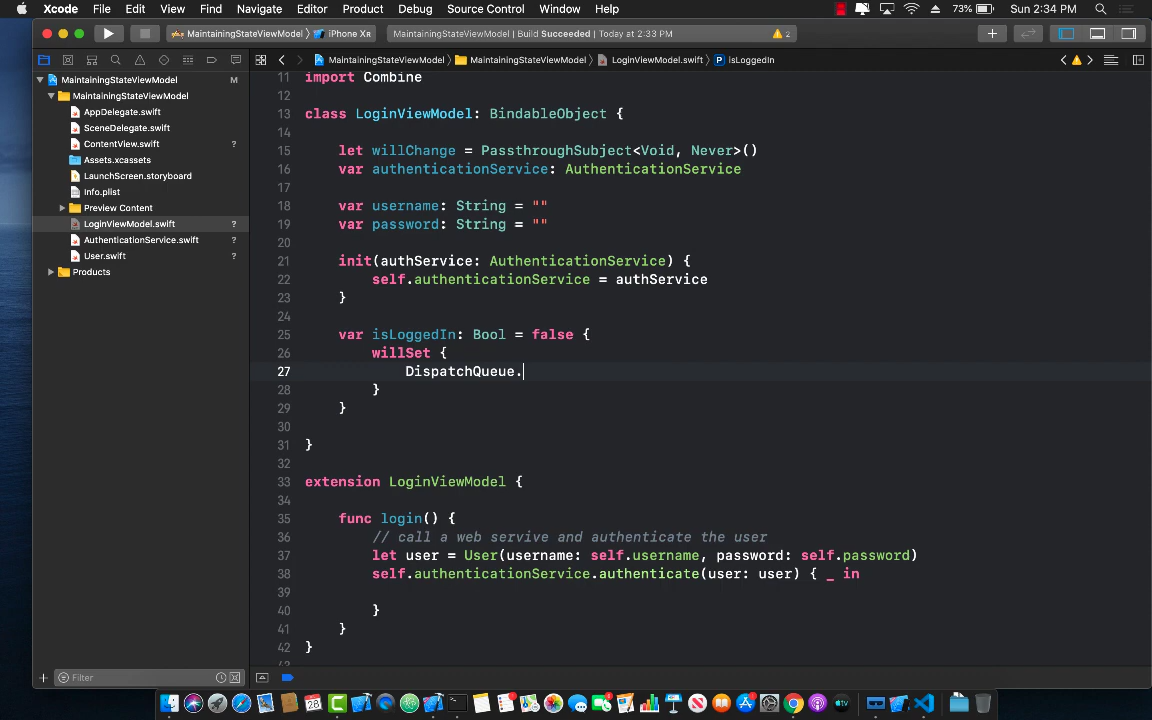 Xcode File Edit View Find Navigate Editor Product Debug Source Control Window Help 73% Sun 2:34 PM
MaintainingStateViewModel iPhone Xʀ MaintainingStateViewModel | Build Succeeded | Today at 2:33 PM 2
MaintainingStateViewModel M
MaintainingStateViewModel
AppDelegate.swift
SceneDelegate.swift
ContentView.swift ?
Assets.xcassets
LaunchScreen.storyboard
Info.plist
Preview Content
LoginViewModel.swift ?
AuthenticationService.swift ?
User.swift ?
Products
Filter
MaintainingStateViewModel MaintainingStateViewModel LoginViewModel.swift P isLoggedIn
11 import Combine
12
13 class LoginViewModel: BindableObject {
14
15 let willChange = PassthroughSubject<Void, Never>()
16 var authenticationService: AuthenticationService
17
18 var username: String = ""
19 var password: String = ""
20
21 init(authService: AuthenticationService) {
22 self.authenticationService = authService
23 }
24
25 var isLoggedIn: Bool = false {
26 willSet {
27 DispatchQueue.
28 }
29 }
30
31 }
32
33 extension LoginViewModel {
34
35 func login() {
36 // call a web servive and authenticate the user
37 let user = User(username: self.username, password: self.password)
38 self.authenticationService.authenticate(user: user) { _ in
39
40 }
41 }
42 }